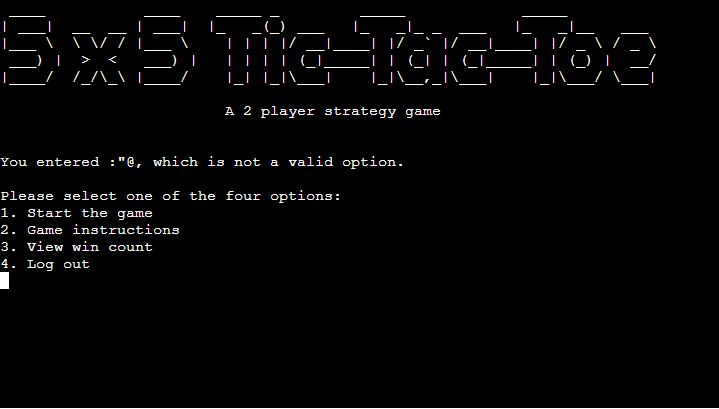 5x5 Tic-Tac-Toe
A 2 player strategy game
You entered :"@, which is not a valid option.
Please select one of the four options:
1. Start the game
2. Game instructions
3. View win count
4. Log out